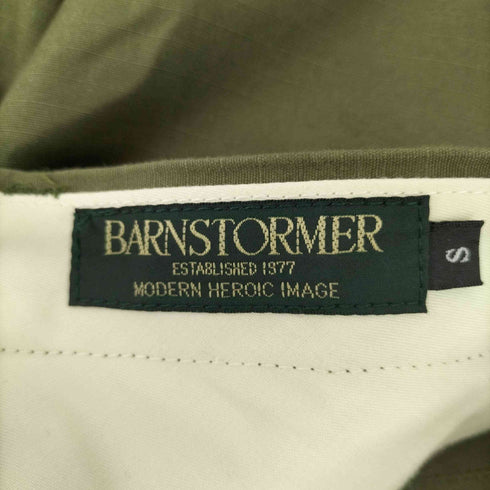 BARNSTORMER
ESTABLISHED 1977
MODERN HEROIC IMAGE
S